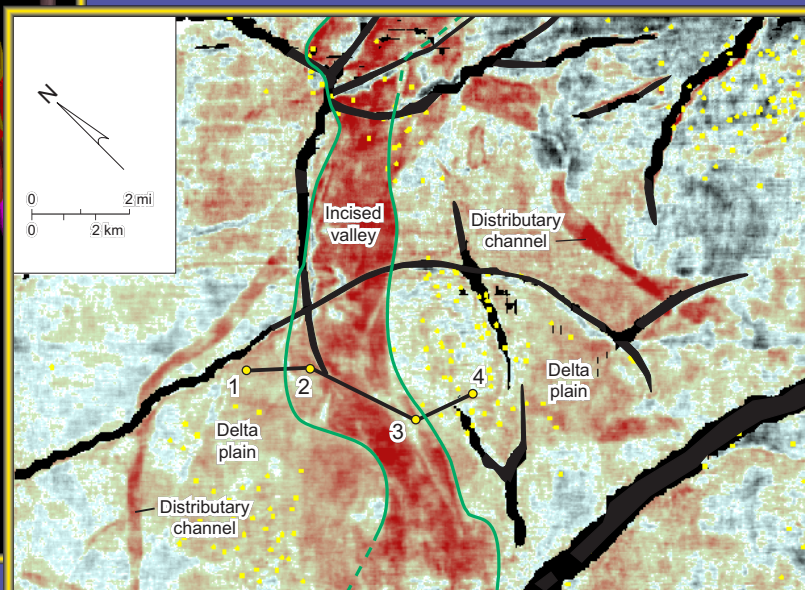 N
0
2 mi
0
2 km
Incised
valley
Distributary
channel
1
2
3
4
Delta
plain
Delta
plain
Distributary
channel